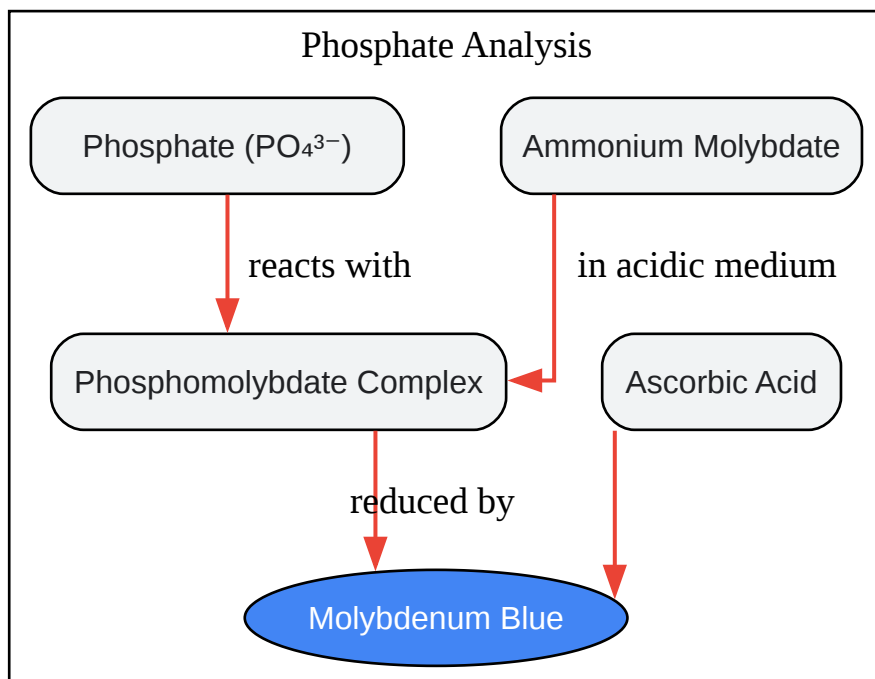 Phosphate Analysis
Phosphate (PO₄³⁻)
Ammonium Molybdate
reacts with
in acidic medium
Phosphomolybdate Complex
Ascorbic Acid
reduced by
Molybdenum Blue